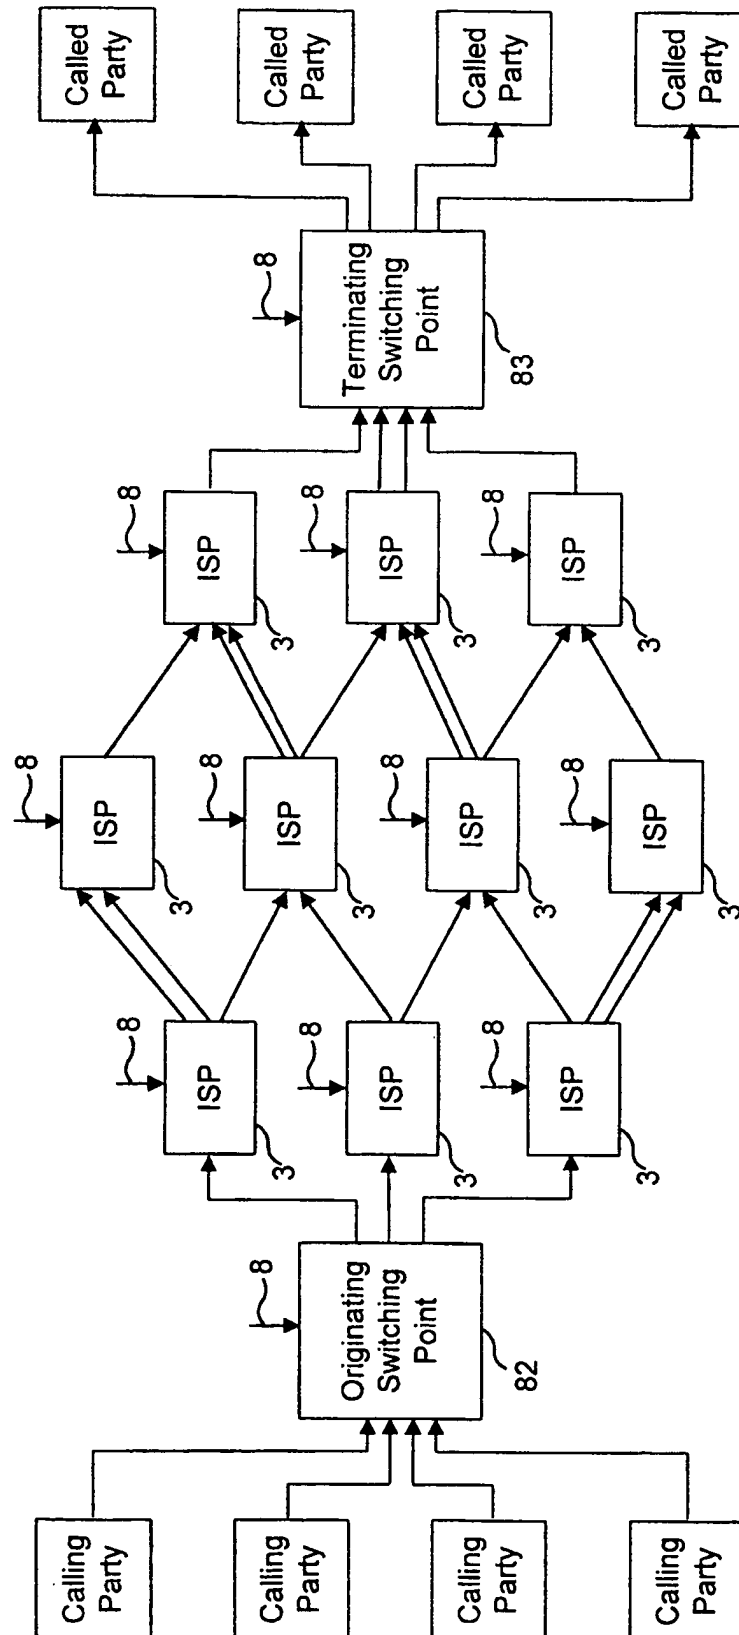 Calling
Party
Calling
Party
Calling
Party
Calling
Party
8
Originating
Switching
Point
82
8
ISP
3
8
ISP
3
8
ISP
3
8
ISP
3
8
ISP
3
8
ISP
3
8
ISP
3
8
ISP
3
8
ISP
3
8
ISP
3
8
Terminating
Switching
Point
83
Called
Party
Called
Party
Called
Party
Called
Party